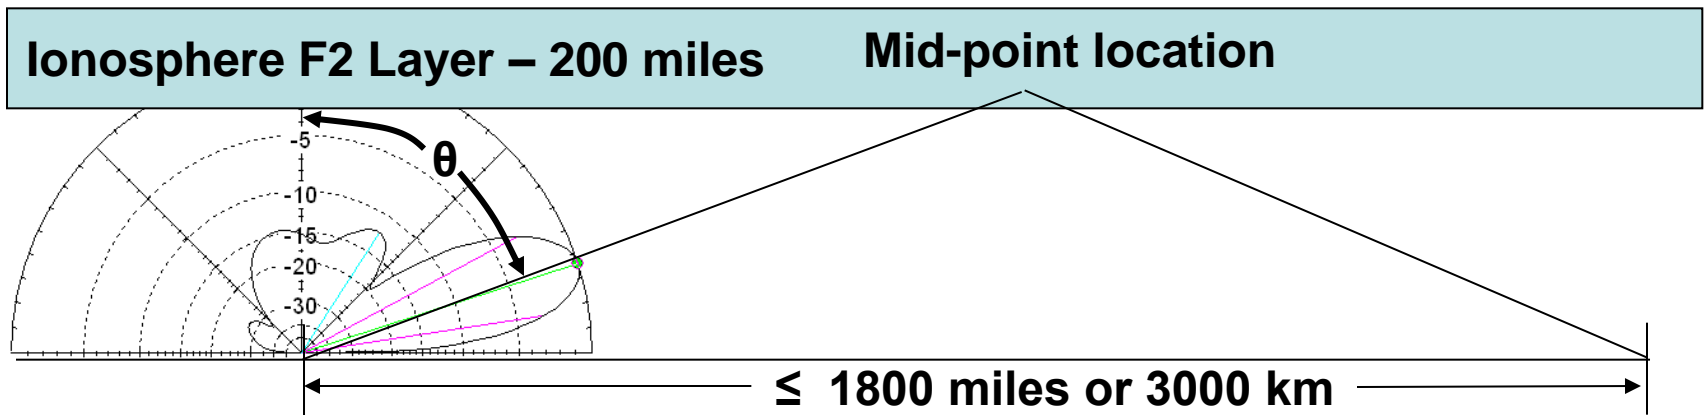 Ionosphere F2 Layer – 200 miles
Mid-point location
-5
θ
-10
-15
-20
-30
≤ 1800 miles or 3000 km